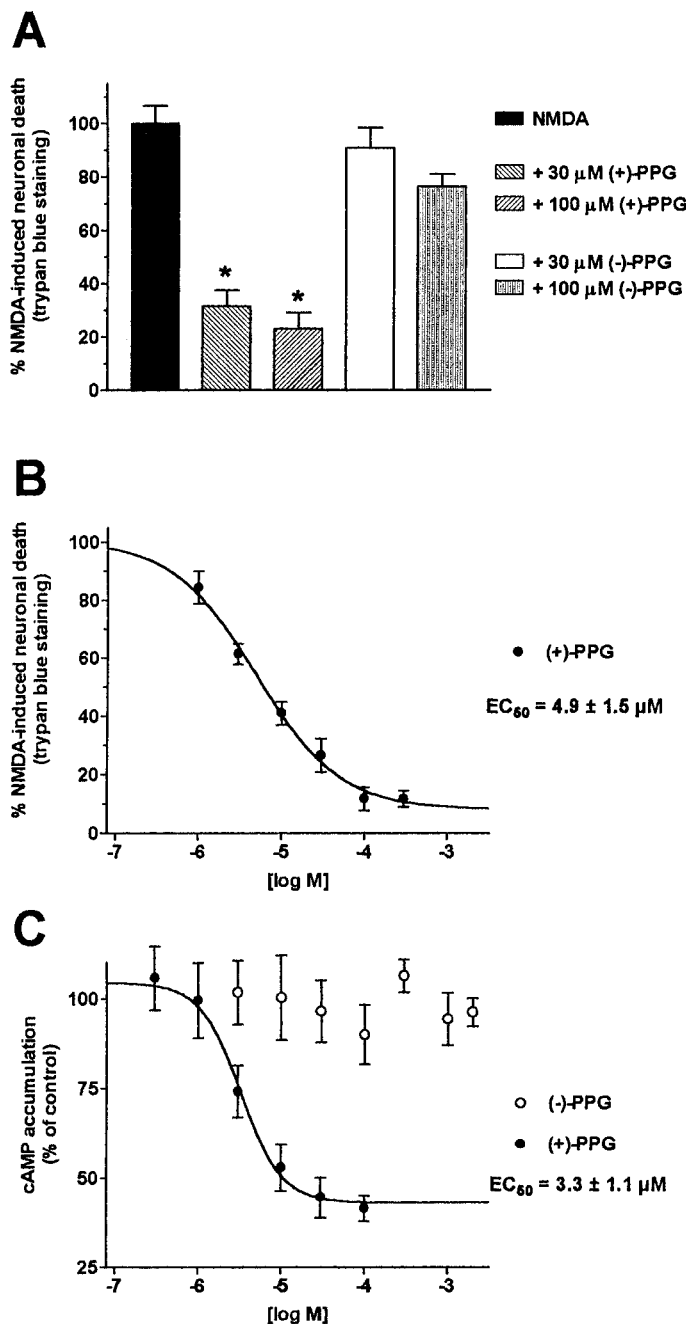 A
% NMDA-induced neuronal death
(trypan blue staining)
100
80
60
40
20
0
*
*
NMDA
+ 30 μM (+)-PPG
+ 100 μM (+)-PPG
+ 30 μM (-)-PPG
+ 100 μM (-)-PPG
B
% NMDA-induced neuronal death
(trypan blue staining)
100
80
60
40
20
0
-7 -6 -5 -4 -3
[log M]
(+)-PPG
EC50 = 4.9 ± 1.5 μM
C
cAMP accumulation
(% of control)
100
75
50
25
-7 -6 -5 -4 -3
[log M]
(-)-PPG
(+)-PPG
EC50 = 3.3 ± 1.1 μM